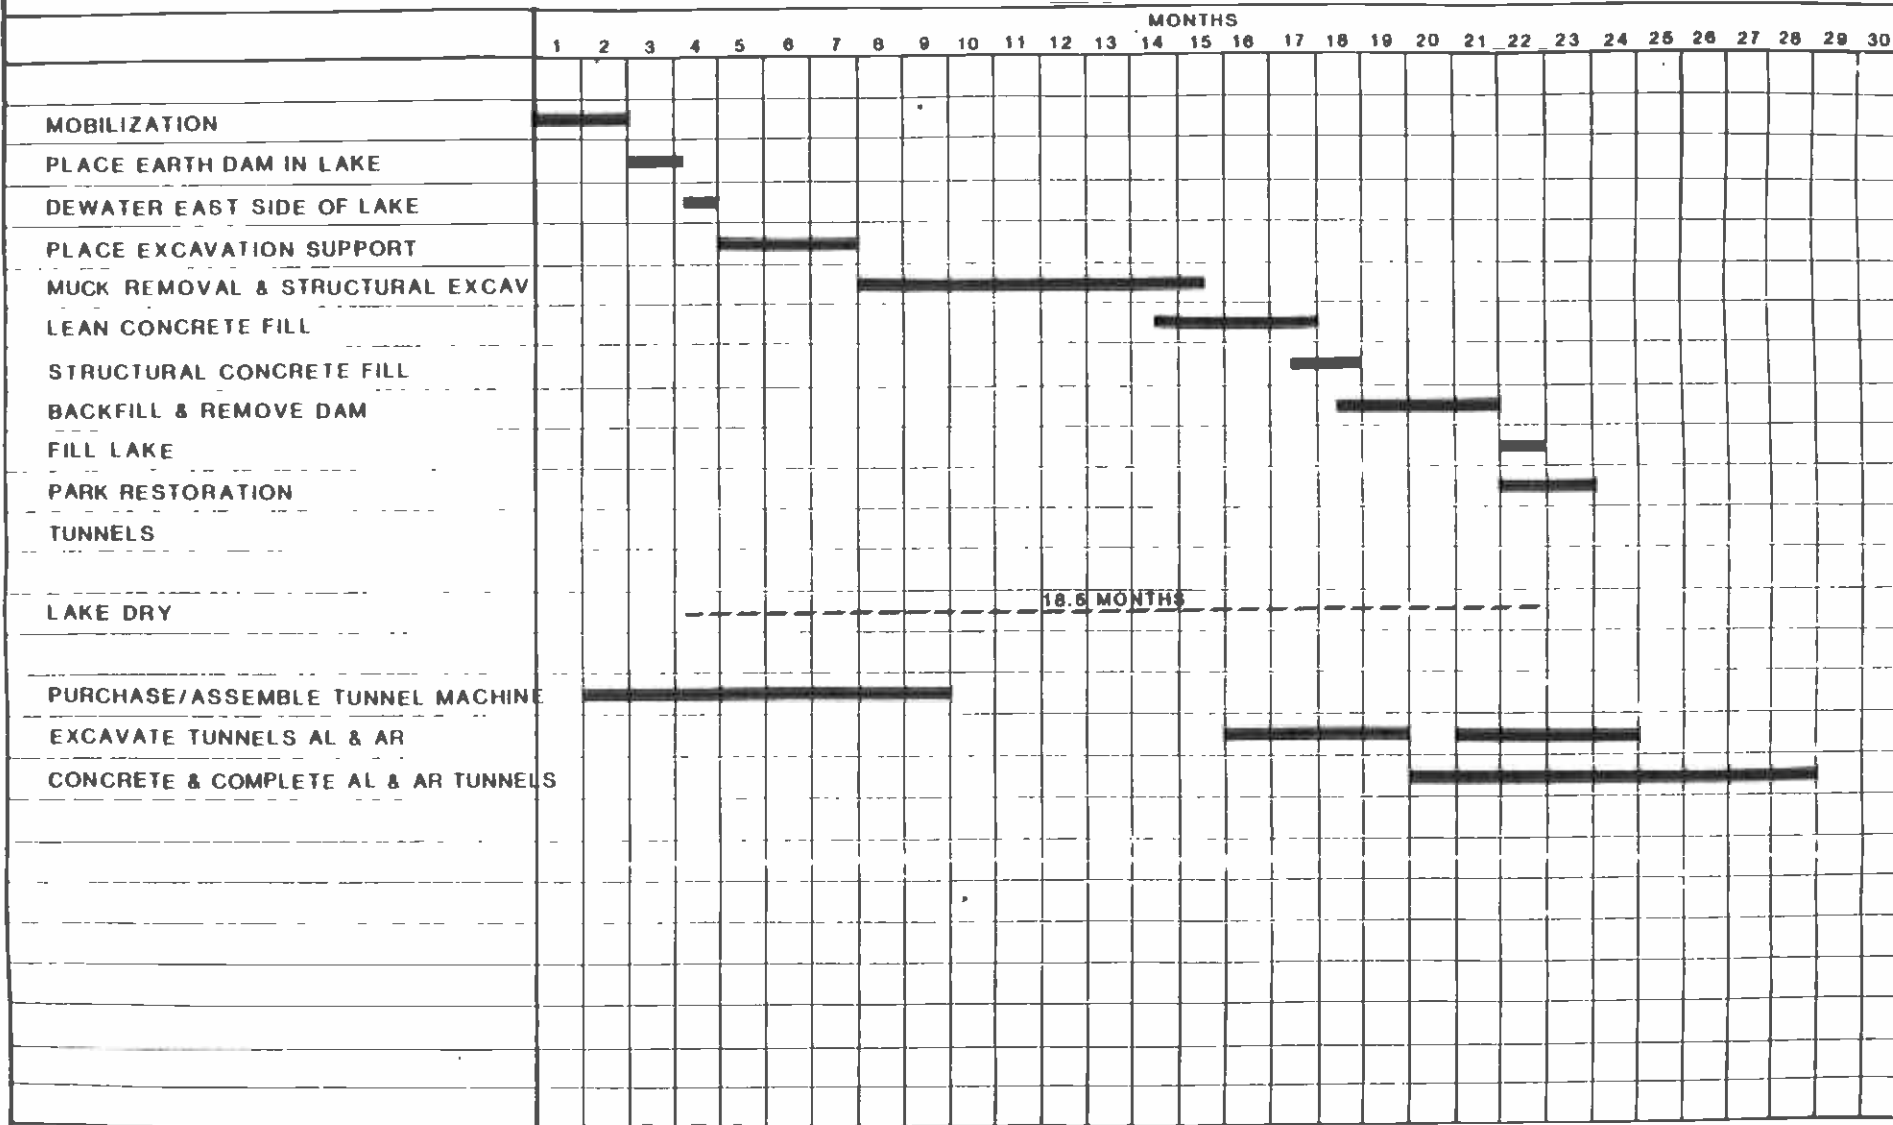 MONTHS
1 2 3 4 5 6 7 8 9 10 11 12 13 14 15 16 17 18 19 20 21 22 23 24 25 26 27 28 29 30
MOBILIZATION
PLACE EARTH DAM IN LAKE
DEWATER EAST SIDE OF LAKE
PLACE EXCAVATION SUPPORT
MUCK REMOVAL & STRUCTURAL EXCAV
LEAN CONCRETE FILL
STRUCTURAL CONCRETE FILL
BACKFILL & REMOVE DAM
FILL LAKE
PARK RESTORATION
TUNNELS
LAKE DRY
18.5 MONTHS
PURCHASE/ASSEMBLE TUNNEL MACHINE
EXCAVATE TUNNELS AL & AR
CONCRETE & COMPLETE AL & AR TUNNELS